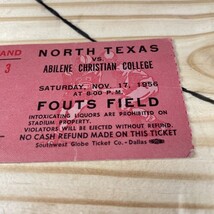 AND
3
NORTH TEXAS
VS.
ABILENE CHRISTIAN COLLEGE
SATURDAY, NOV. 17, 1956
AT 8:00 P.M.
FOUTS FIELD
INTOXICATING LIQUORS ARE PROHIBITED ON
STADIUM PROPERTY.
VIOLATORS WILL BE EJECTED WITHOUT REFUND.
NO CASH REFUND MADE ON THIS TICKET
Southwest Globe Ticket Co.—Dallas